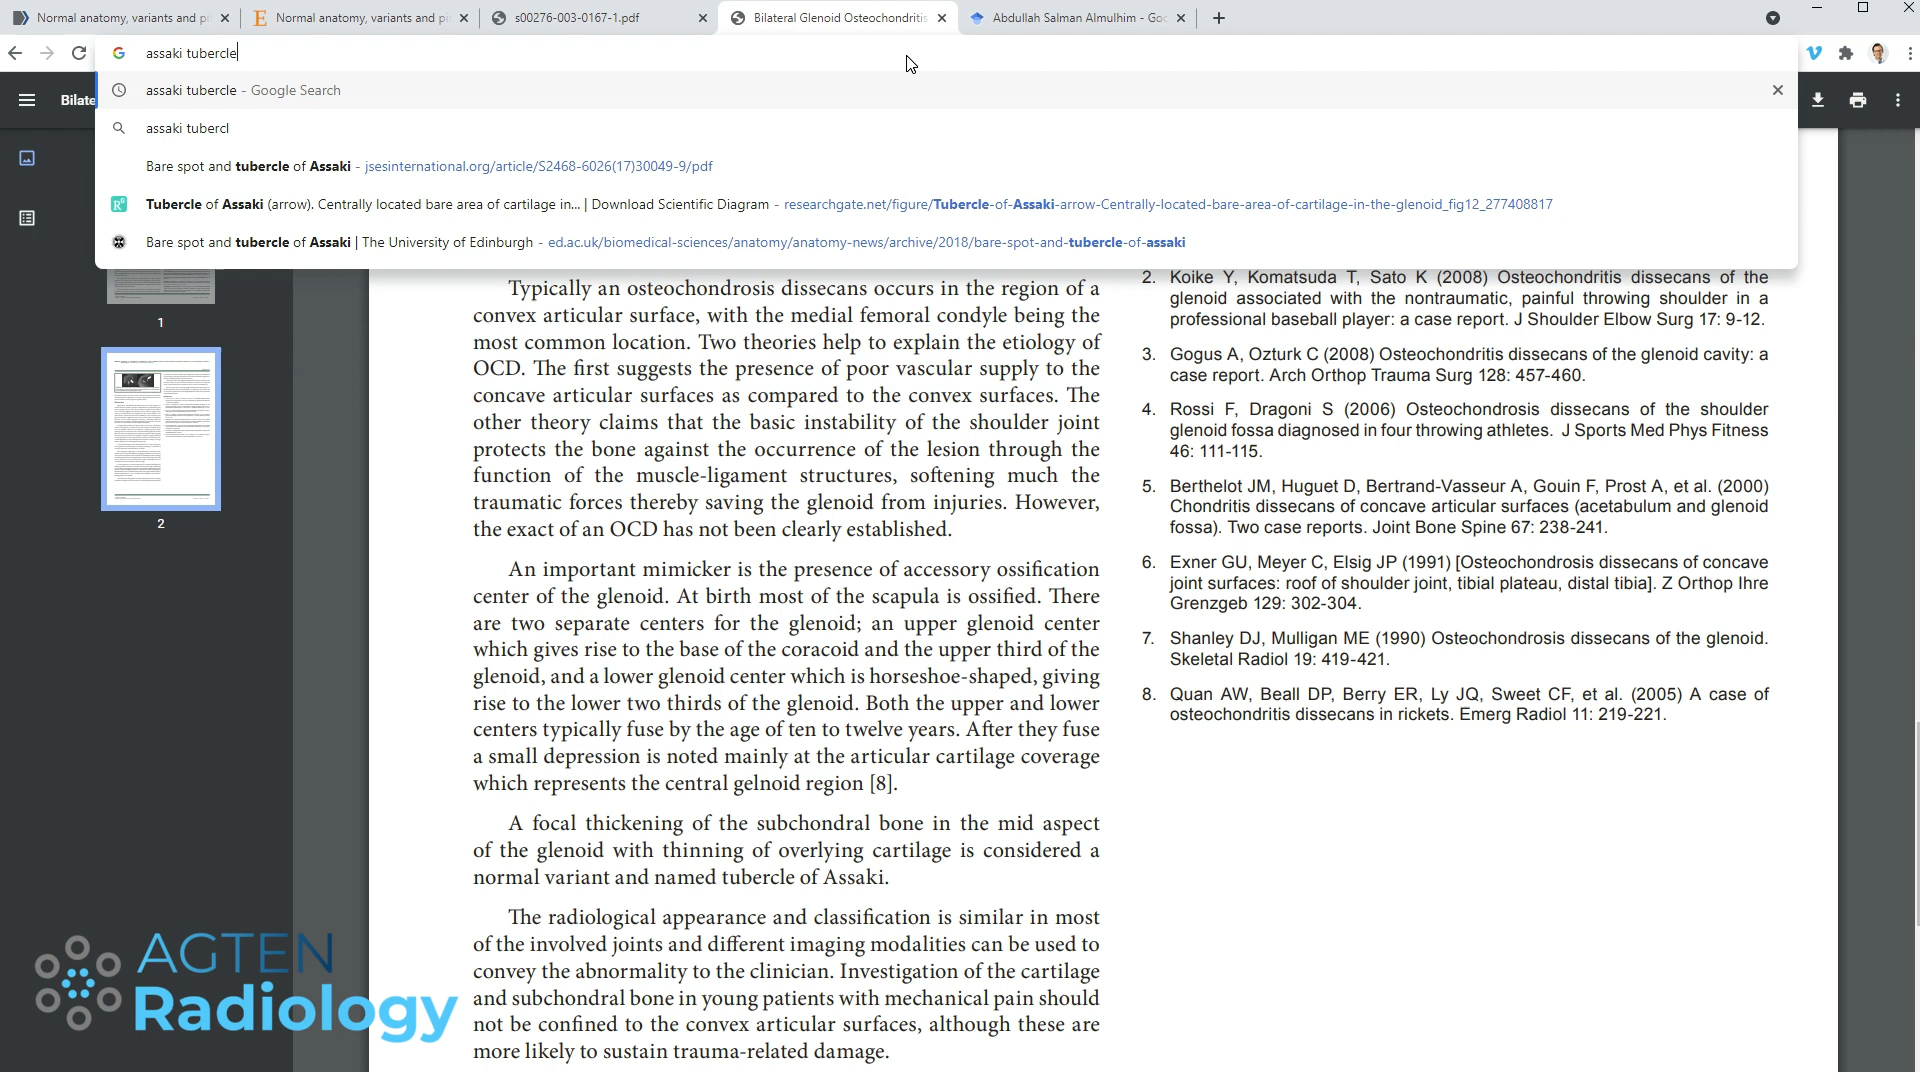 Normal anatomy, variants and pi
Normal anatomy, variants and pit
s00276-003-0167-1.pdf
Bilateral Glenoid Osteochondritis
Abdullah Salman Almulhim - Goo
assaki tubercle
Bilate
assaki tubercle - Google Search
assaki tubercl
Bare spot and tubercle of Assaki - jsesinternational.org/article/S2468-6026(17)30049-9/pdf
Tubercle of Assaki (arrow). Centrally located bare area of cartilage in... | Download Scientific Diagram - researchgate.net/figure/Tubercle-of-Assaki-arrow-Centrally-located-bare-area-of-cartilage-in-the-glenoid_fig12_277408817
Bare spot and tubercle of Assaki | The University of Edinburgh - ed.ac.uk/biomedical-sciences/anatomy/anatomy-news/archive/2018/bare-spot-and-tubercle-of-assaki
1
2
Typically an osteochondrosis dissecans occurs in the region of a
convex articular surface, with the medial femoral condyle being the
most common location. Two theories help to explain the etiology of
OCD. The first suggests the presence of poor vascular supply to the
concave articular surfaces as compared to the convex surfaces. The
other theory claims that the basic instability of the shoulder joint
protects the bone against the occurrence of the lesion through the
function of the muscle-ligament structures, softening much the
traumatic forces thereby saving the glenoid from injuries. However,
the exact of an OCD has not been clearly established.
An important mimicker is the presence of accessory ossification
center of the glenoid. At birth most of the scapula is ossified. There
are two separate centers for the glenoid; an upper glenoid center
which gives rise to the base of the coracoid and the upper third of the
glenoid, and a lower glenoid center which is horseshoe-shaped, giving
rise to the lower two thirds of the glenoid. Both the upper and lower
centers typically fuse by the age of ten to twelve years. After they fuse
a small depression is noted mainly at the articular cartilage coverage
which represents the central gelnoid region [8].
A focal thickening of the subchondral bone in the mid aspect
of the glenoid with thinning of overlying cartilage is considered a
normal variant and named tubercle of Assaki.
The radiological appearance and classification is similar in most
of the involved joints and different imaging modalities can be used to
convey the abnormality to the clinician. Investigation of the cartilage
and subchondral bone in young patients with mechanical pain should
not be confined to the convex articular surfaces, although these are
more likely to sustain trauma-related damage.
2. Koike Y, Komatsuda T, Sato K (2008) Osteochondritis dissecans of the
glenoid associated with the nontraumatic, painful throwing shoulder in a
professional baseball player: a case report. J Shoulder Elbow Surg 17: 9-12.
3. Gogus A, Ozturk C (2008) Osteochondritis dissecans of the glenoid cavity: a
case report. Arch Orthop Trauma Surg 128: 457-460.
4. Rossi F, Dragoni S (2006) Osteochondrosis dissecans of the shoulder
glenoid fossa diagnosed in four throwing athletes. J Sports Med Phys Fitness
46: 111-115.
5. Berthelot JM, Huguet D, Bertrand-Vasseur A, Gouin F, Prost A, et al. (2000)
Chondritis dissecans of concave articular surfaces (acetabulum and glenoid
fossa). Two case reports. Joint Bone Spine 67: 238-241.
6. Exner GU, Meyer C, Elsig JP (1991) [Osteochondrosis dissecans of concave
joint surfaces: roof of shoulder joint, tibial plateau, distal tibia]. Z Orthop Ihre
Grenzgeb 129: 302-304.
7. Shanley DJ, Mulligan ME (1990) Osteochondrosis dissecans of the glenoid.
Skeletal Radiol 19: 419-421.
8. Quan AW, Beall DP, Berry ER, Ly JQ, Sweet CF, et al. (2005) A case of
osteochondritis dissecans in rickets. Emerg Radiol 11: 219-221.
AGTEN
Radiology